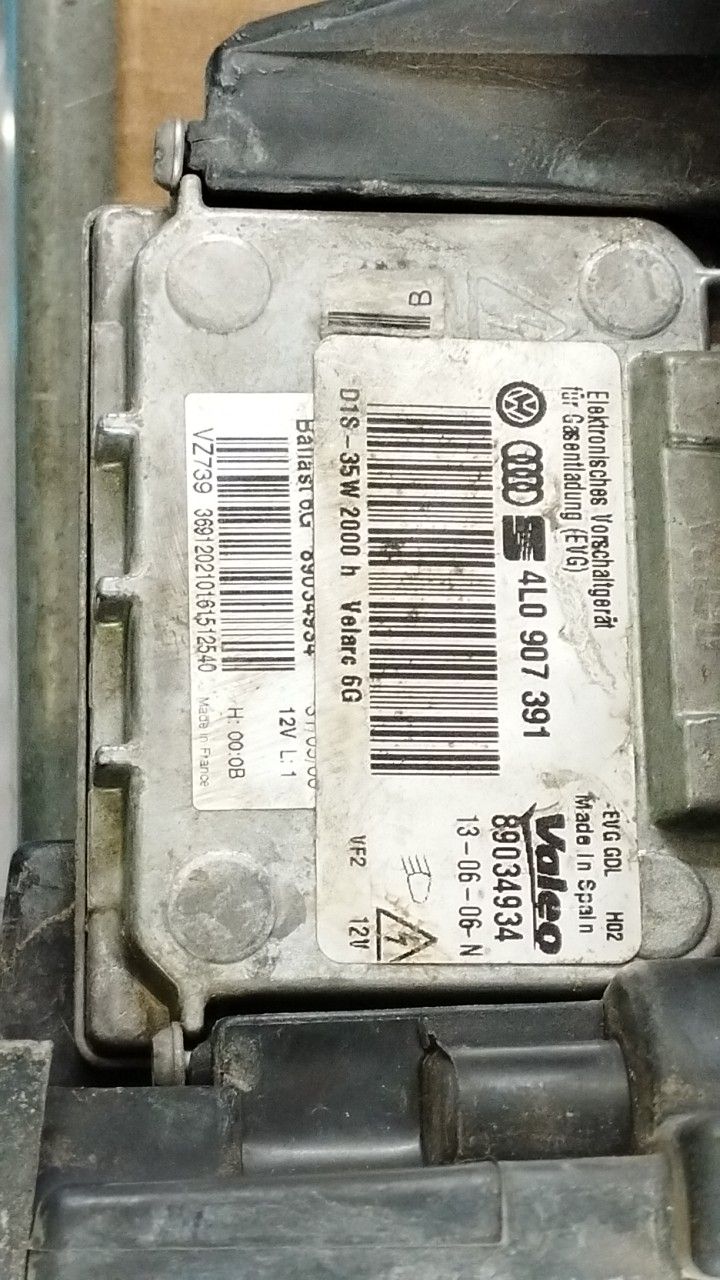 Elektronisches Vorschaltgerät
für Gasentladung (EVG)
4L0 907 391
D1S-35W 2000 h Velarc 6G
EVG GDL H02
Made in Spain
Valeo
89034934
13-06-06-N
VF2 12V
B
Ballast 6G 89034934
12V L: 1
H: 00:0B
VZ739 369120210161512540
Made in France